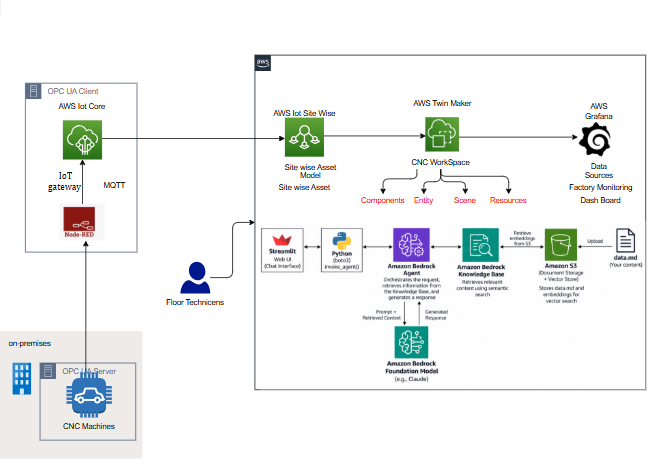 OPC UA Client
AWS Iot Core
IoT
gateway
MQTT
Node-RED
on-premises
OPC UA Server
CNC Machines
Floor Technicens
aws
AWS Iot Site Wise
Site wise Asset
Model
Site wise Asset
AWS Twin Maker
CNC WorkSpace
Components
Entity
Scene
Resources
AWS
Grafana
Data
Sources
Factory Monitoring
Dash Board
Streamlit
Web UI
(Chat Interface)
Python
(boto3)
invoke_agent()
Amazon Bedrock
Agent
Orchestrates the request,
retrieves information from
the Knowledge Base, and
generates a response
Amazon Bedrock
Knowledge Base
Retrieves relevant
content using semantic
search
Retrieve
embeddings
from S3
Amazon S3
(Document Storage +
Vector Store)
Stores data.md and
embeddings for
vector search
Upload
data.md
(Your content)
Prompt +
Retrieved Context
Generated
Response
Amazon Bedrock
Foundation Model
(e.g., Claude)